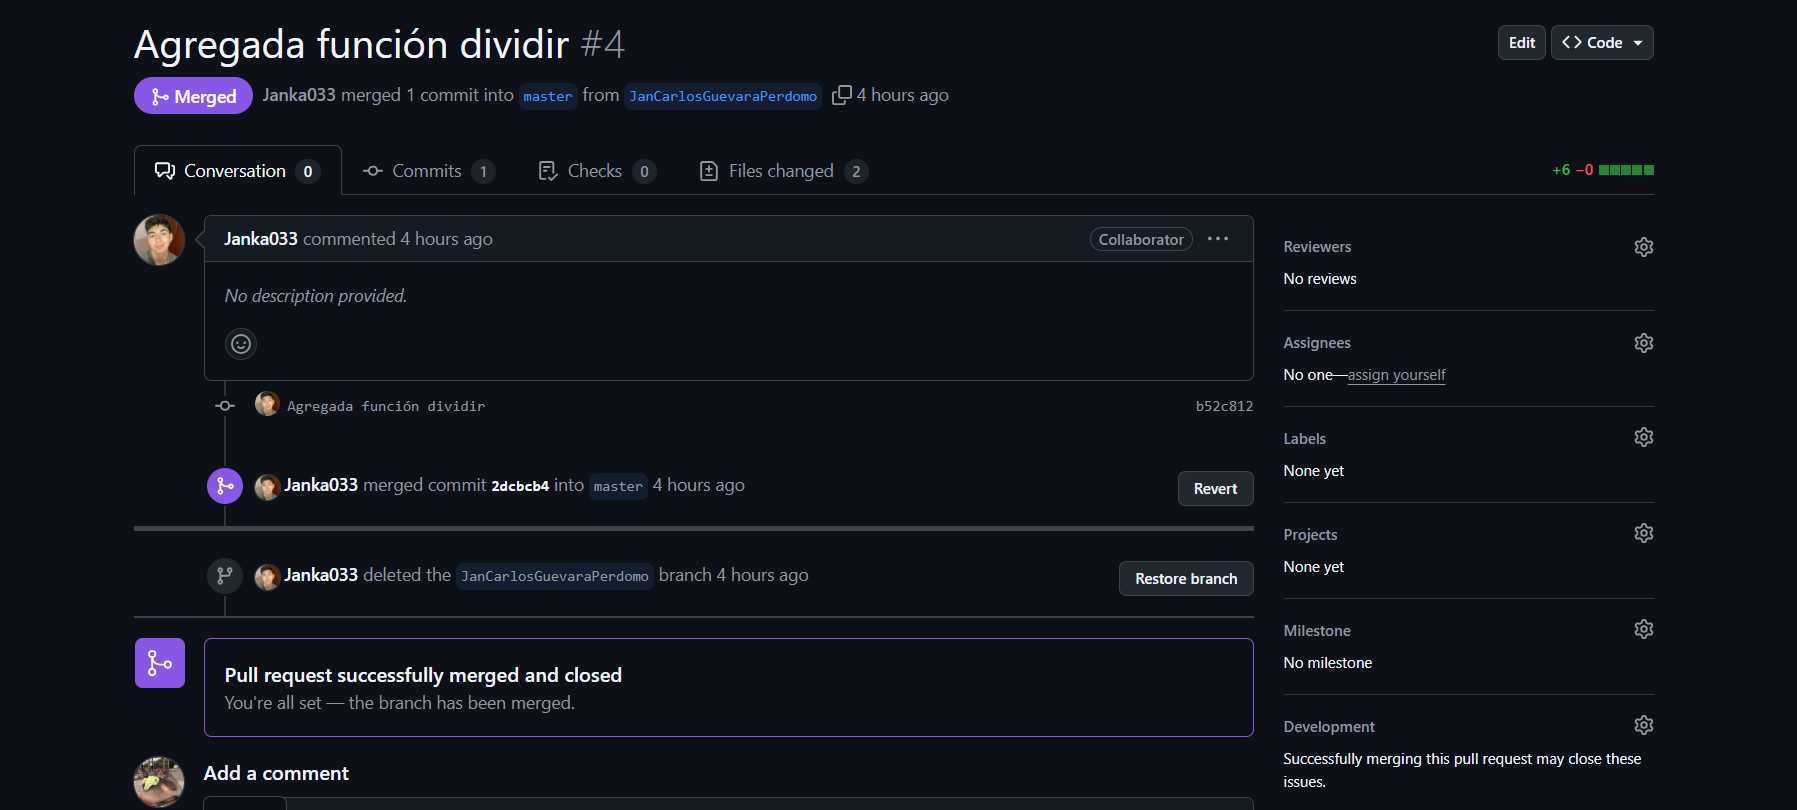 Agregada función dividir #4
Edit
Code
Merged
Janka033 merged 1 commit into master from JanCarlosGuevaraPerdomo 4 hours ago
Conversation 0
Commits 1
Checks 0
Files changed 2
+6 −0
Janka033 commented 4 hours ago
Collaborator
No description provided.
Agregada función dividir
b52c812
Janka033 merged commit 2dcbcb4 into master 4 hours ago
Revert
Janka033 deleted the JanCarlosGuevaraPerdomo branch 4 hours ago
Restore branch
Pull request successfully merged and closed
You're all set — the branch has been merged.
Add a comment
Reviewers
No reviews
Assignees
No one—assign yourself
Labels
None yet
Projects
None yet
Milestone
No milestone
Development
Successfully merging this pull request may close these
issues.